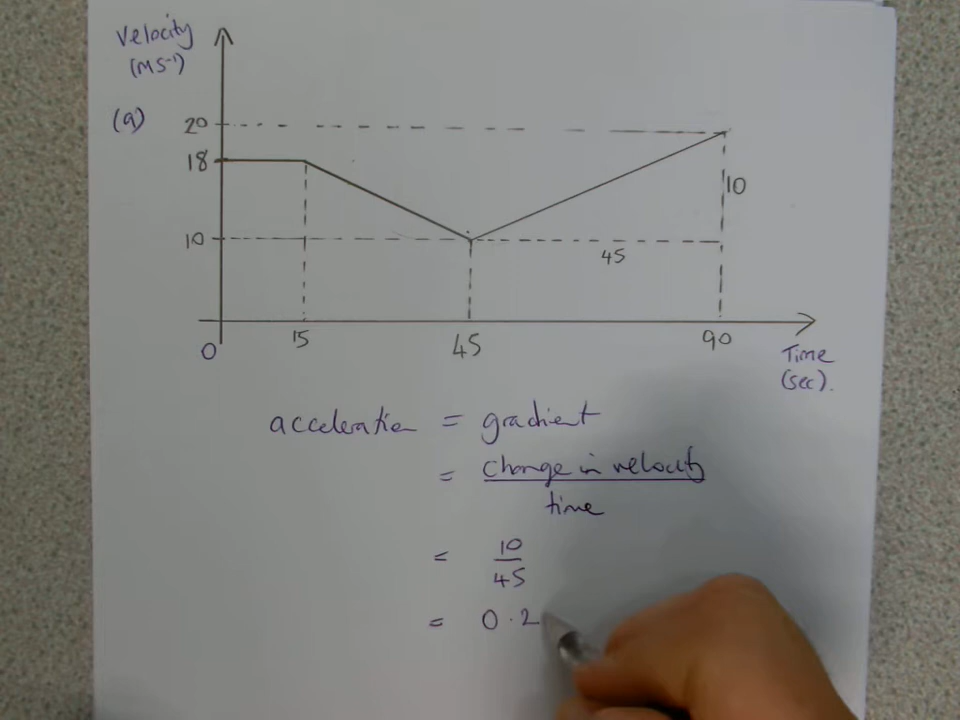 Velocity
(ms⁻¹)
(a)
20
18
10
10
45
0
15
45
90
Time
(sec).
acceleration = gradient
= change in velocity
time
= 10
45
= 0.2